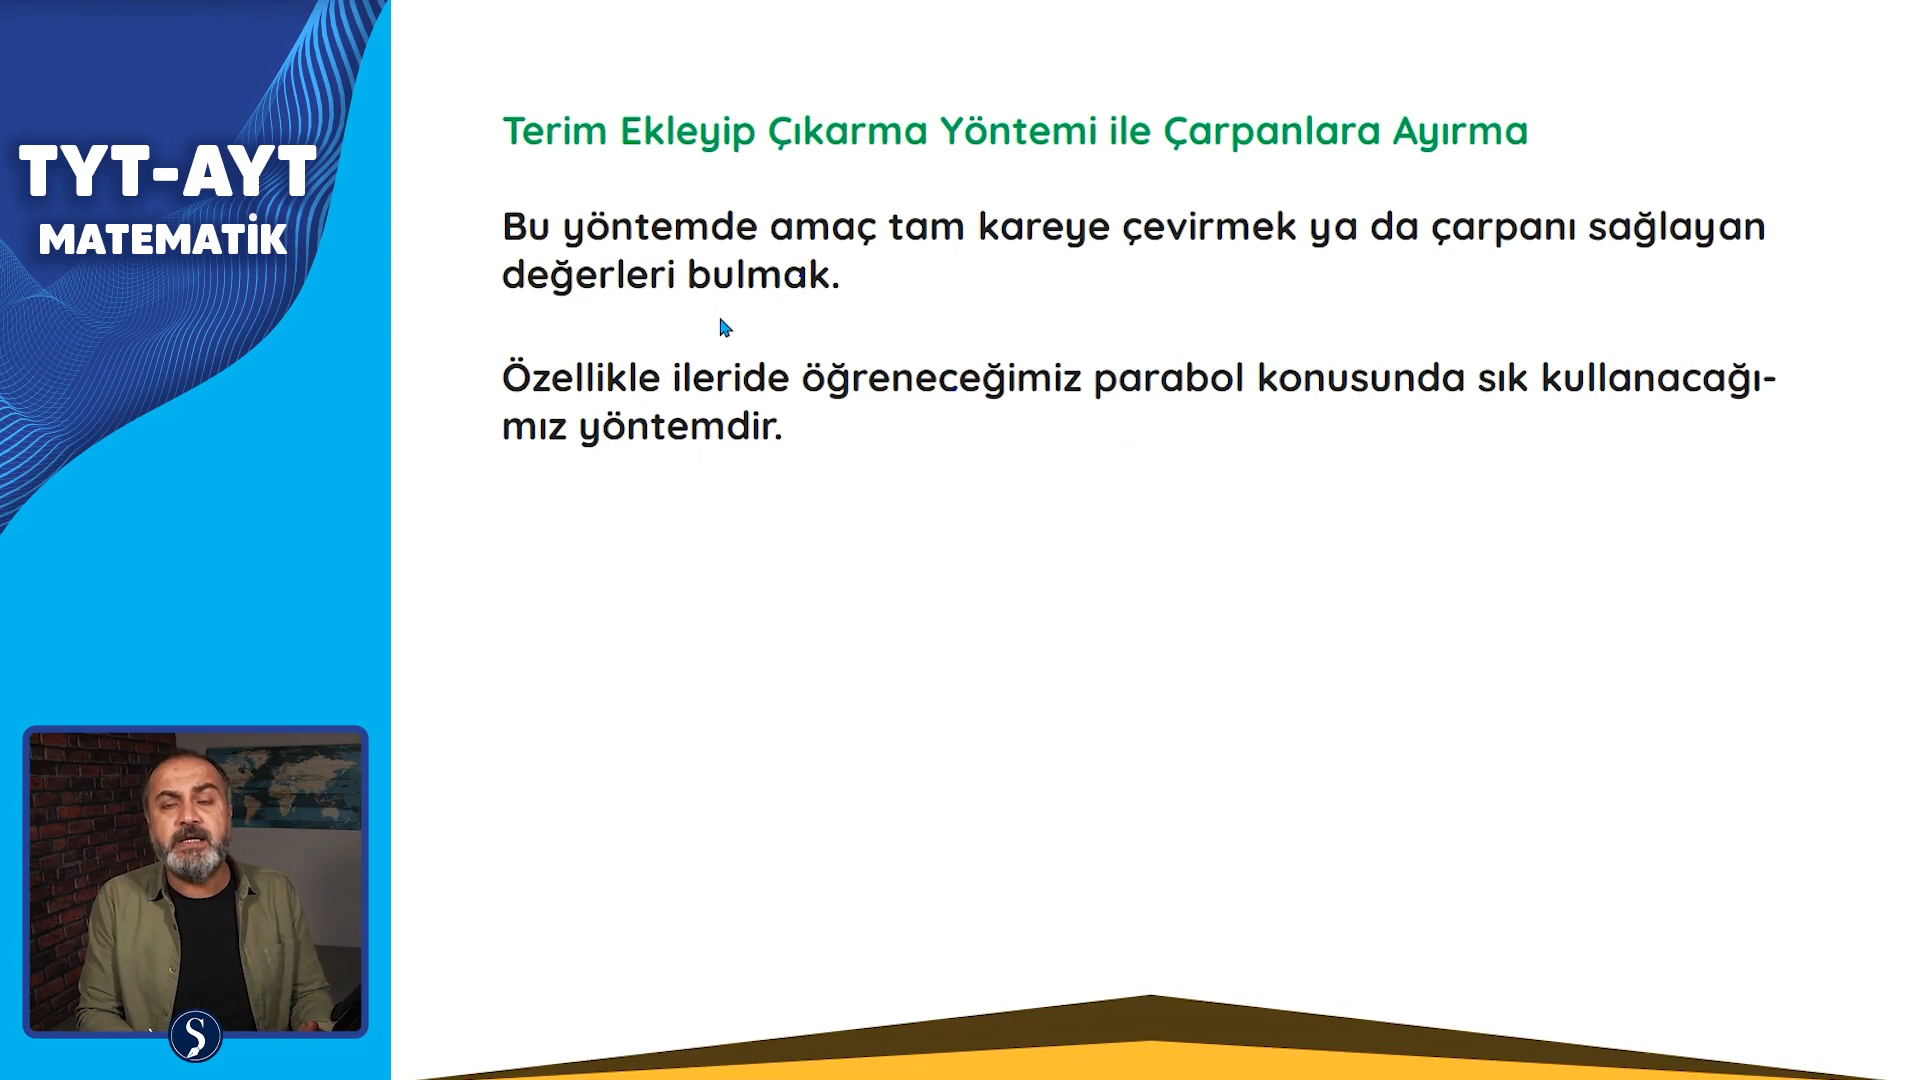 TYT-AYT
MATEMATİK
Terim Ekleyip Çıkarma Yöntemi ile Çarpanlara Ayırma
Bu yöntemde amaç tam kareye çevirmek ya da çarpanı sağlayan
değerleri bulmak.
Özellikle ileride öğreneceğimiz parabol konusunda sık kullanacağı-
mız yöntemdir.
Ş